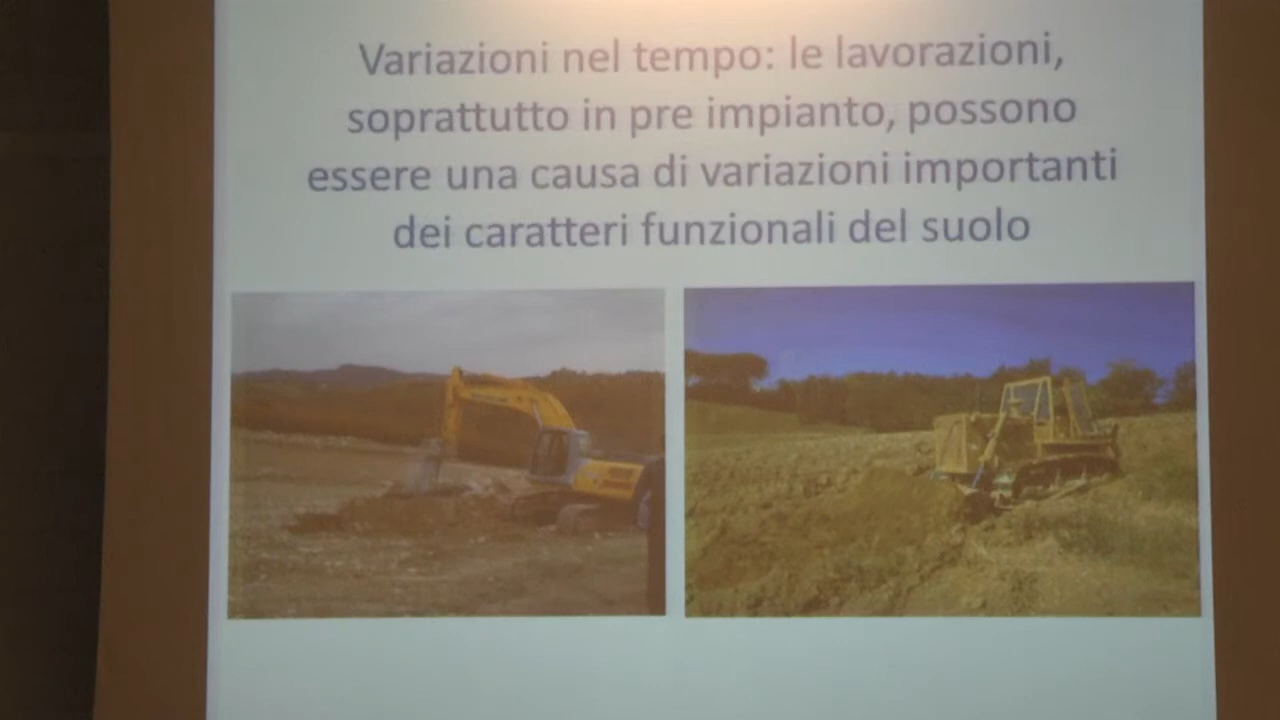 Variazioni nel tempo: le lavorazioni,
soprattutto in pre impianto, possono
essere una causa di variazioni importanti
dei caratteri funzionali del suolo